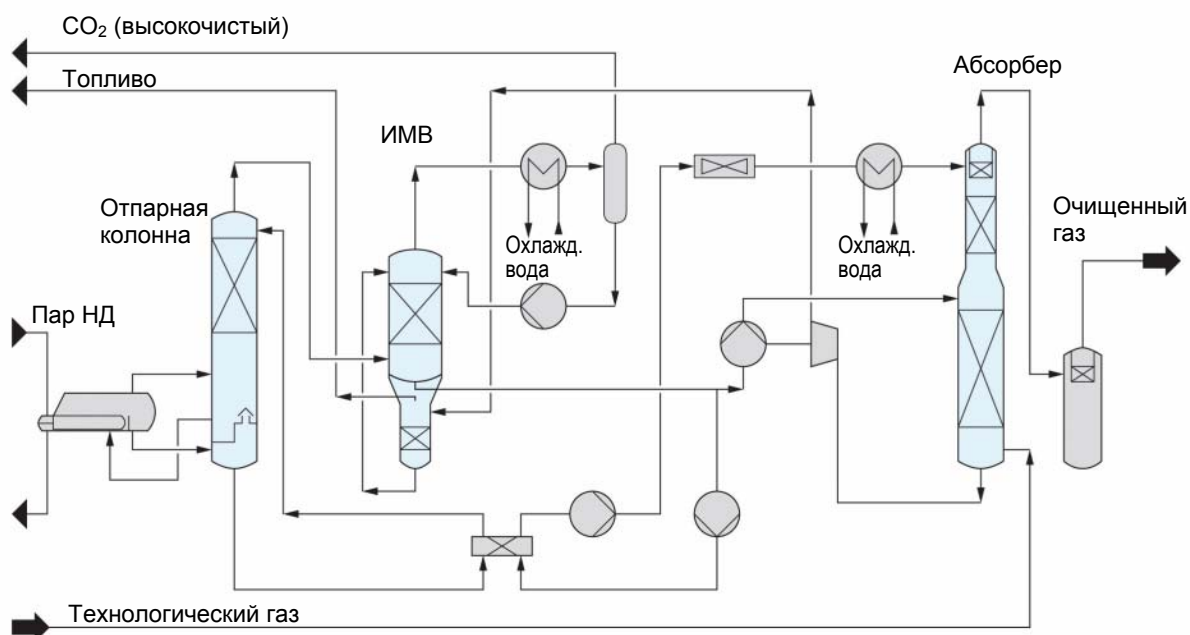 CO₂ (высокочистый)
Топливо
Абсорбер
ИМВ
Отпарная
колонна
Очищенный
газ
Охлажд.
вода
Охлажд.
вода
Пар НД
Технологический газ